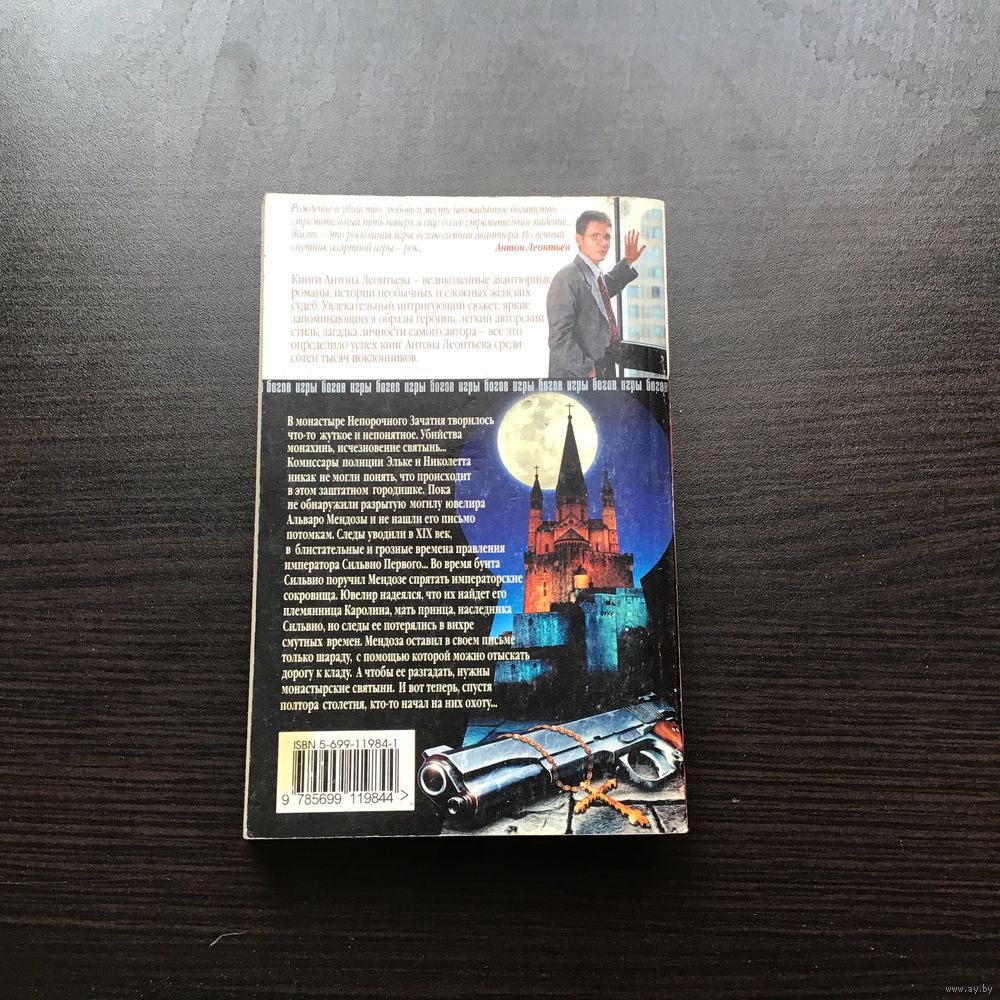 Рождение и убийство, любовь и месть, неожиданное богатство,
стремительный путь наверх и еще более стремительное падение...
Жизнь – это роскошная игра, великолепная авантюра. Но вечный
спутник азартной игры – рок...
Антон Леонтьев
Книги Антона Леонтьева – великолепные авантюрные
романы, истории необычных и сложных женских
судеб. Увлекательный интригующий сюжет, яркие
запоминающиеся образы героинь, легкий авторский
стиль, загадка личности самого автора – все это
определило успех книг Антона Леонтьева среди
сотен тысяч поклонников.
богов игры богов игры богов игры богов игры богов игры богов игры богов игры богов
В монастыре Непорочного Зачатия творилось
что-то жуткое и непонятное. Убийства
монахинь, исчезновение святынь...
Комиссары полиции Эльке и Николетта
никак не могли понять, что происходит
в этом заштатном городишке. Пока
не обнаружили разрытую могилу ювелира
Альваро Мендозы и не нашли его письмо
потомкам. Следы уводили в XIX век,
в блистательные и грозные времена правления
императора Сильвио Первого... Во время бунта
Сильвио поручил Мендозе спрятать императорские
сокровища. Ювелир надеялся, что их найдет его
племянница Каролина, мать принца, наследника
Сильвио, но следы ее потерялись в вихре
смутных времен. Мендоза оставил в своем письме
только шараду, с помощью которой можно отыскать
дорогу к кладу. А чтобы ее разгадать, нужны
монастырские святыни. И вот теперь, спустя
полтора столетия, кто-то начал на них охоту...
ISBN 5-699-11984-1
9 785699 119844 >
www.ay.by